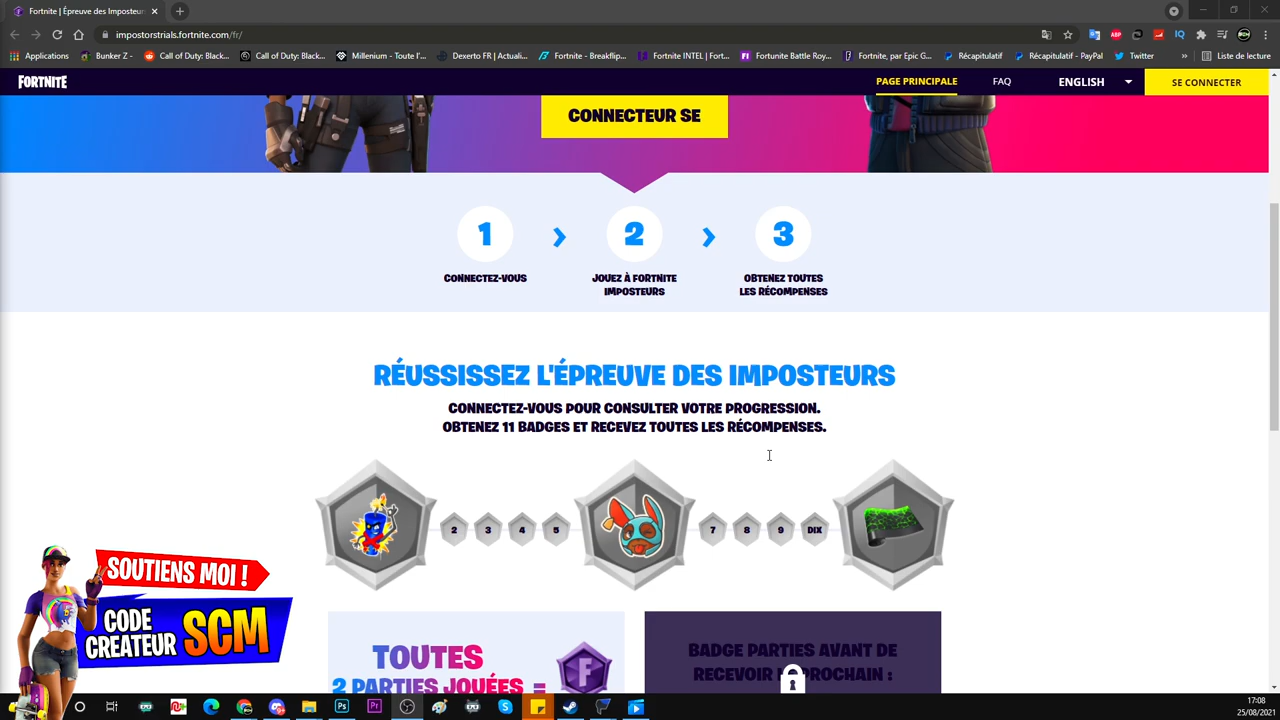 Fortnite | Épreuve des Imposteur
impostorstrials.fortnite.com/fr/
Applications
Bunker Z -
Call of Duty: Black...
Call of Duty: Black...
Millenium - Toute l'...
Dexerto FR | Actuali...
Fortnite - Breakflip...
Fortnite INTEL | Fort...
Fortunite Battle Roy...
Fortnite, par Epic G...
Récapitulatif
Récapitulatif - PayPal
Twitter
»
Liste de lecture
FORTNITE
PAGE PRINCIPALE
FAQ
ENGLISH
SE CONNECTER
CONNECTEUR SE
1
2
3
CONNECTEZ-VOUS
JOUEZ À FORTNITE
IMPOSTEURS
OBTENEZ TOUTES
LES RÉCOMPENSES
RÉUSSISSEZ L'ÉPREUVE DES IMPOSTEURS
CONNECTEZ-VOUS POUR CONSULTER VOTRE PROGRESSION.
OBTENEZ 11 BADGES ET RECEVEZ TOUTES LES RÉCOMPENSES.
2 3 4 5 7 8 9 DIX
SOUTIENS MOI !
CODE
CREATEUR SCM
TOUTES
2 PARTIES JOUÉES =
F
BADGE PARTIES AVANT DE
RECEVOIR PROCHAIN :
17:08
25/08/2021